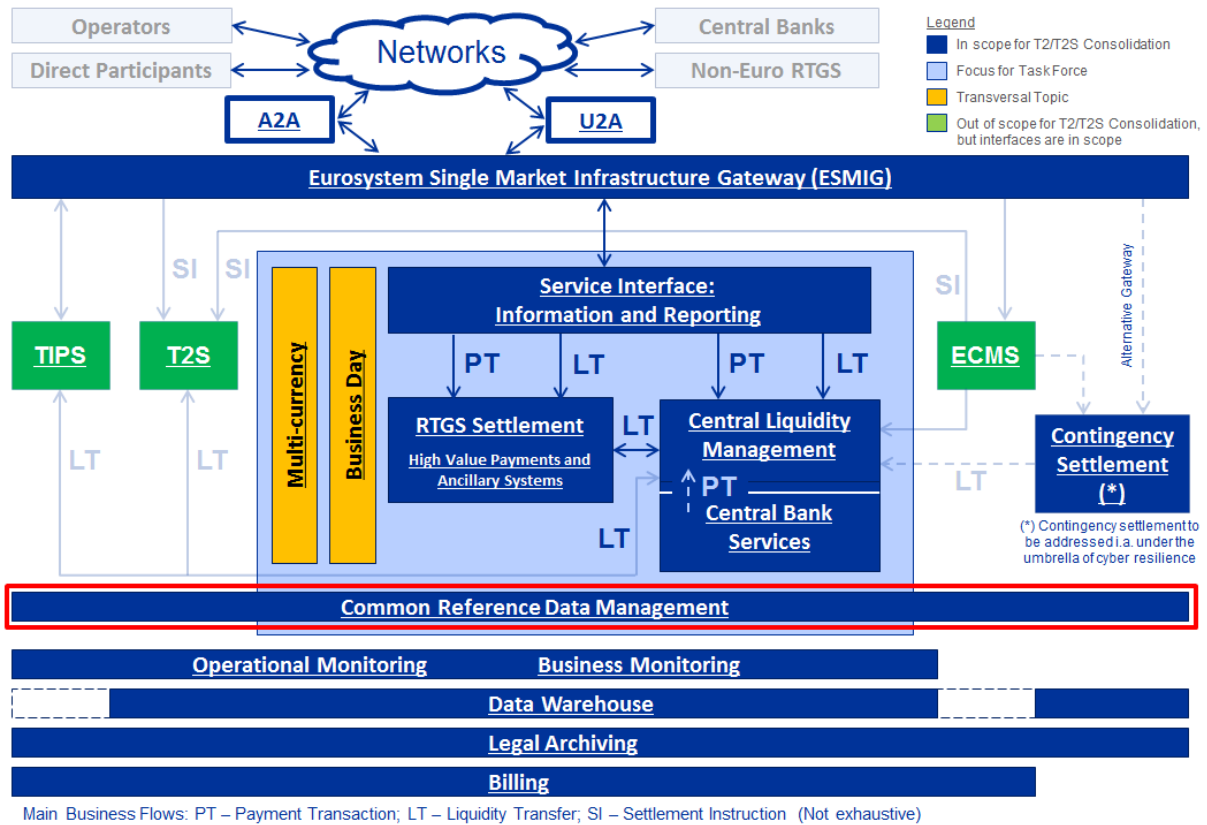 Operators
Direct Participants
Networks
Central Banks
Non-Euro RTGS
Legend
In scope for T2/T2S Consolidation
Focus for Task Force
Transversal Topic
Out of scope for T2/T2S Consolidation,
but interfaces are in scope
A2A
U2A
Eurosystem Single Market Infrastructure Gateway (ESMIG)
SI
SI
SI
Alternative Gateway
TIPS
T2S
ECMS
Multi-currency
Business Day
Service Interface:
Information and Reporting
PT
LT
PT
LT
RTGS Settlement
High Value Payments and
Ancillary Systems
LT
Central Liquidity
Management
PT
Central Bank
Services
LT
LT
LT
LT
Contingency
Settlement
(*)
(*) Contingency settlement to
be addressed i.a. under the
umbrella of cyber resilience
Common Reference Data Management
Operational Monitoring
Business Monitoring
Data Warehouse
Legal Archiving
Billing
Main Business Flows: PT – Payment Transaction; LT – Liquidity Transfer; SI – Settlement Instruction (Not exhaustive)